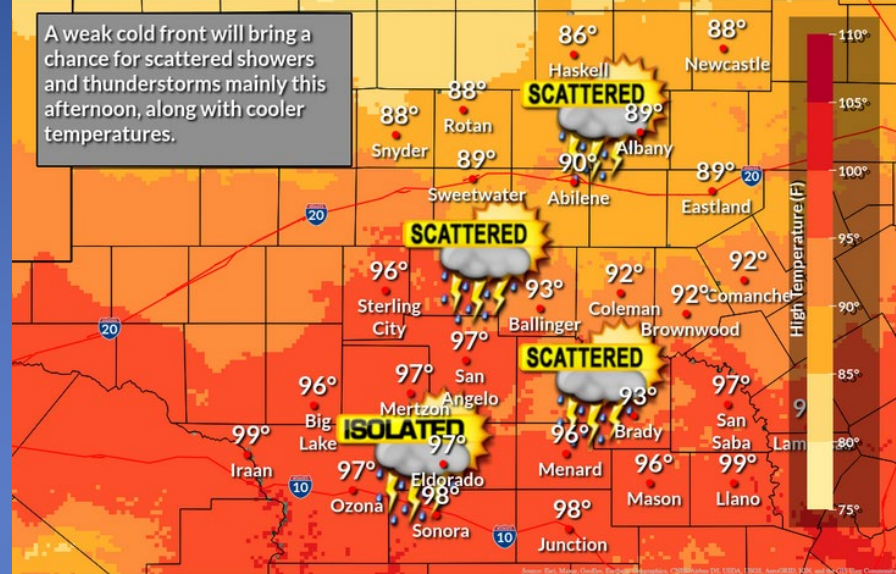 A weak cold front will bring a
chance for scattered showers
and thunderstorms mainly this
afternoon, along with cooler
temperatures.
86°
Haskell
88°
Newcastle
SCATTERED
88°
Rotan
88°
Snyder
89°
Albany
89°
Sweetwater
90°
Abilene
89°
Eastland
20
20
SCATTERED
96°
Sterling
City
93°
Ballinger
92°
Coleman
92°
Comanche
92°
Brownwood
20
97°
San
Angelo
SCATTERED
97°
Mertzon
96°
Big
Lake
93°
Brady
97°
San
Saba
ISOLATED
99°
Iraan
97°
Eldorado
96°
Menard
96°
Mason
99°
Llano
10
97°
Ozona
98°
Sonora
98°
Junction
10
High Temperature (F)
110°
105°
100°
95°
90°
85°
80°
75°